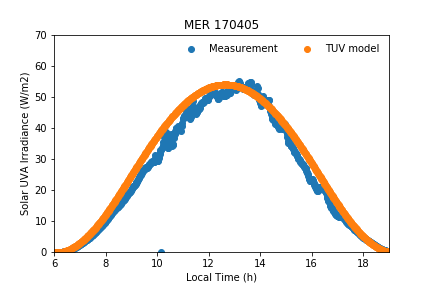 MER 170405
Measurement TUV model
Solar UVA Irradiance (W/m2)
70
60
50
40
30
20
10
0
6 8 10 12 14 16 18
Local Time (h)